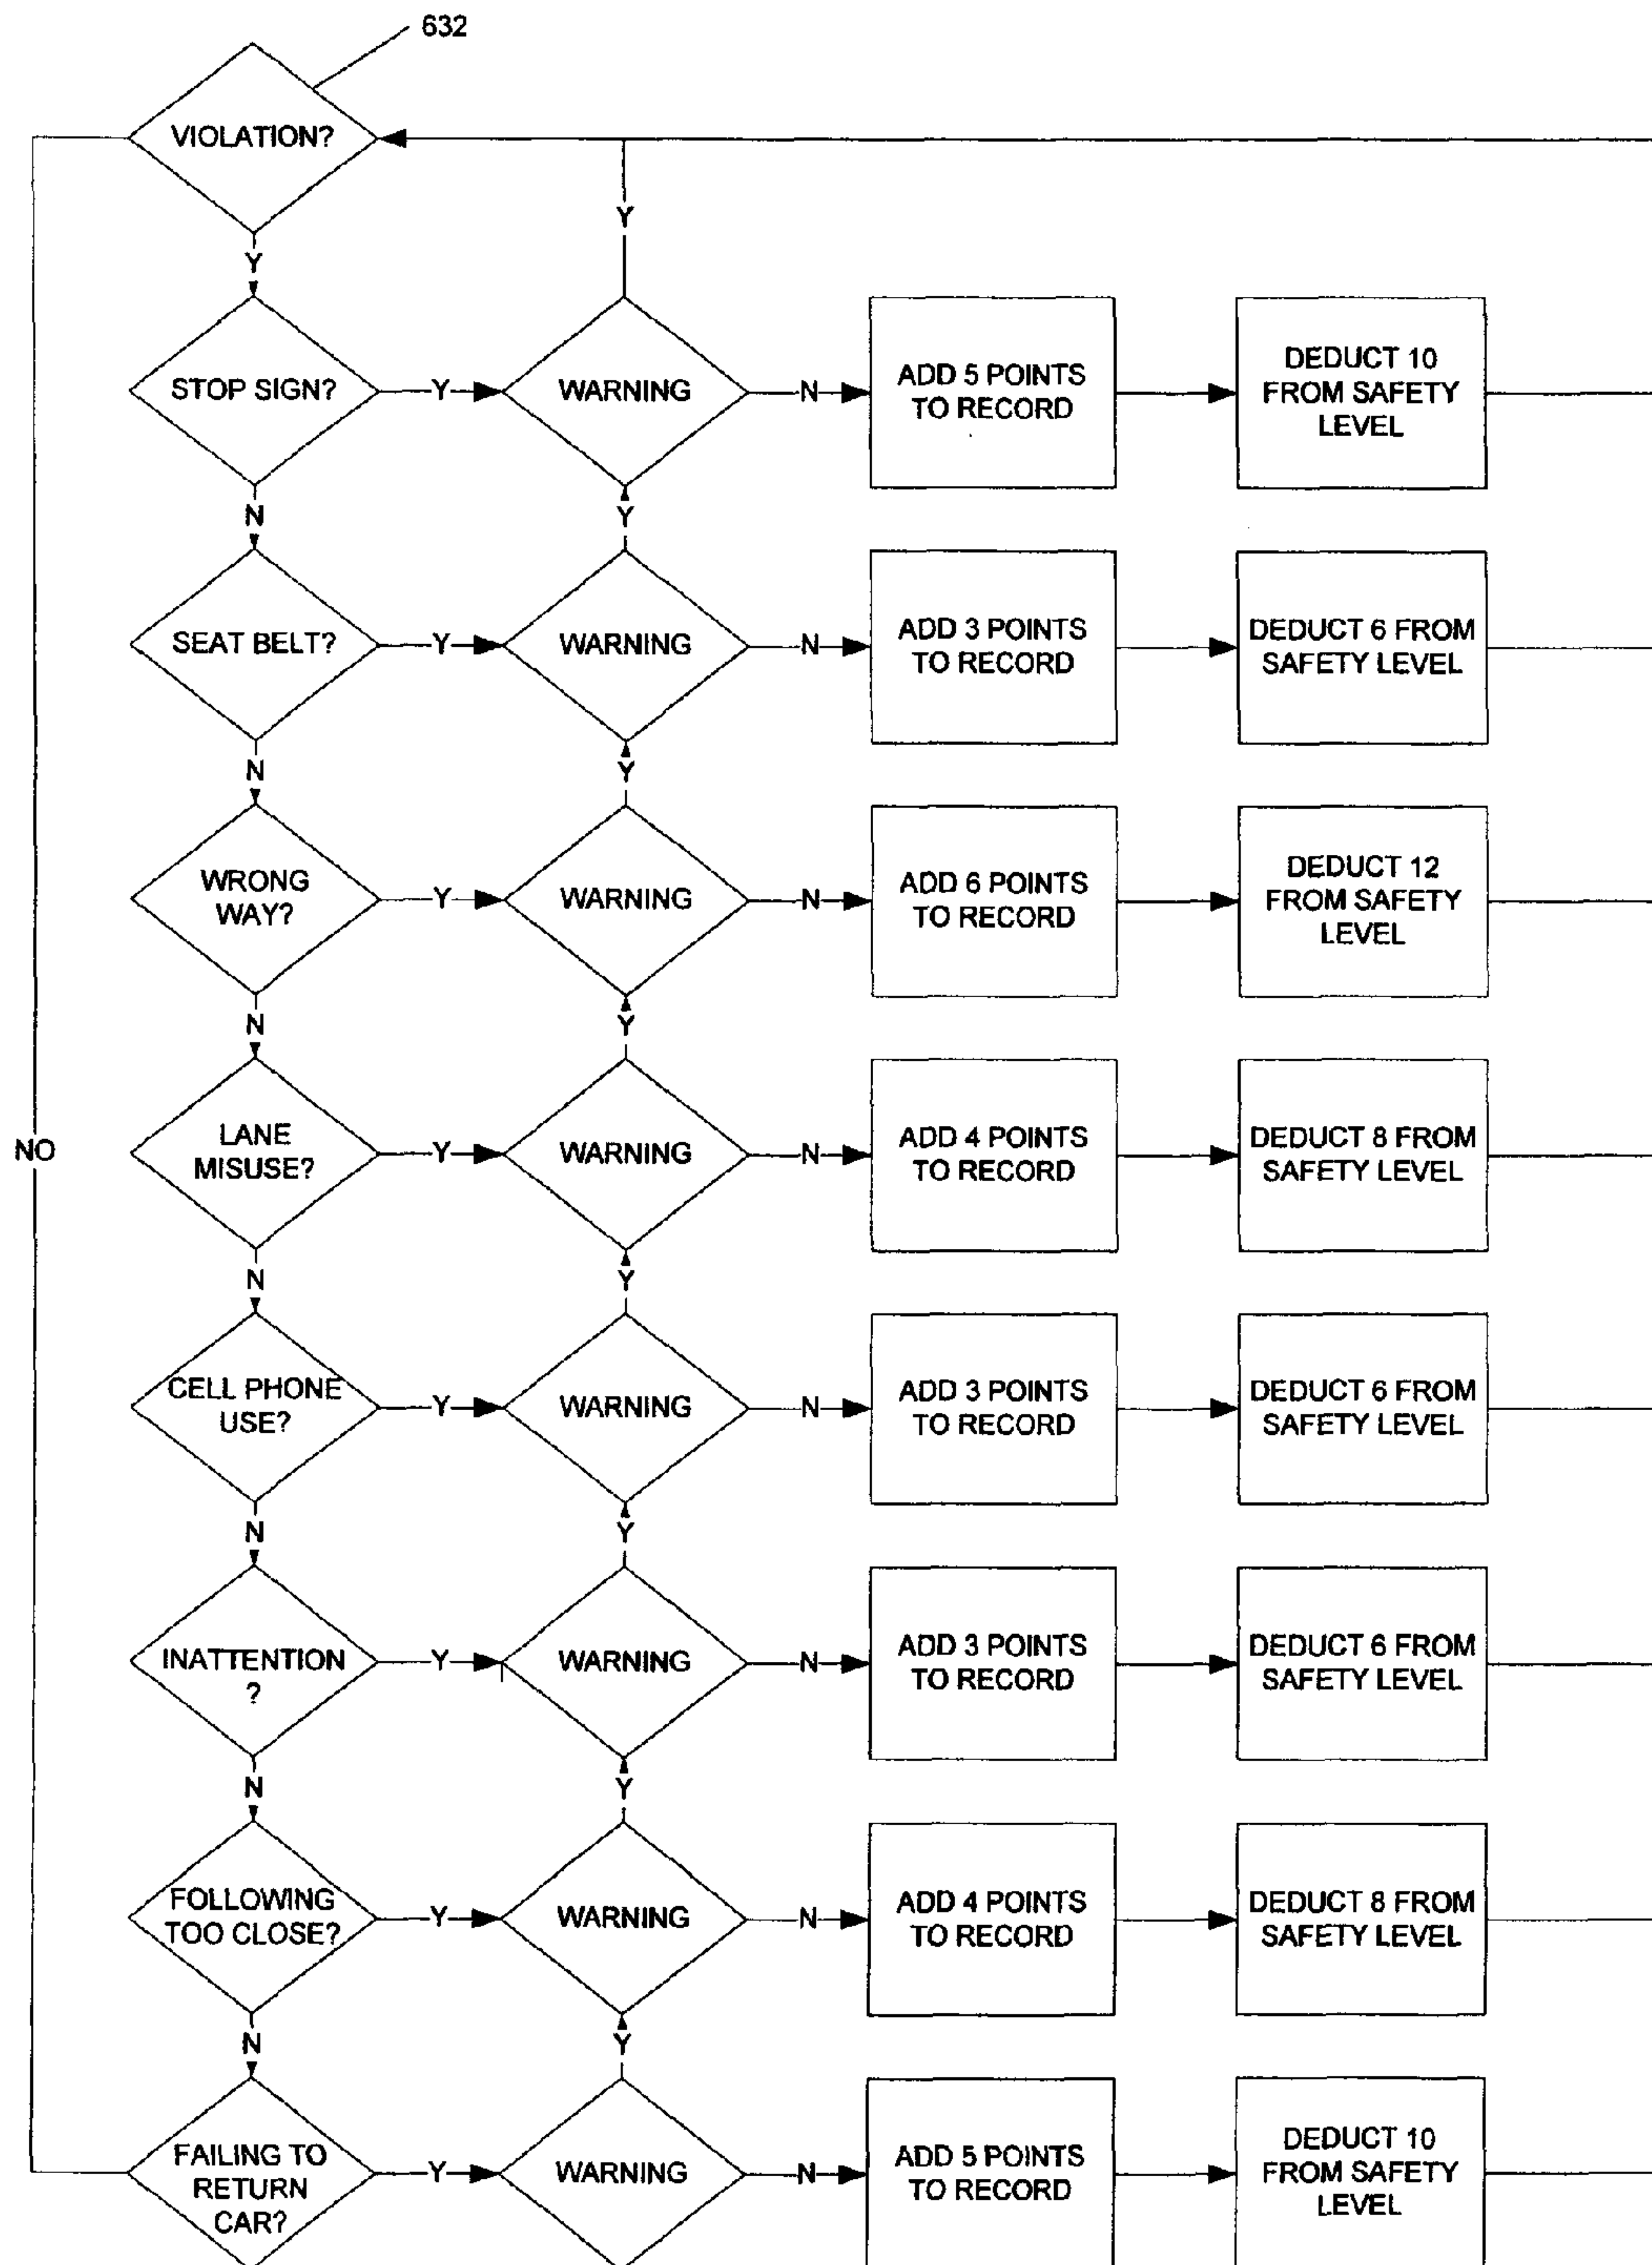 632
VIOLATION?
Y
Y
STOP SIGN?
Y
WARNING
N
ADD 5 POINTS
TO RECORD
DEDUCT 10
FROM SAFETY
LEVEL
N
Y
SEAT BELT?
Y
WARNING
N
ADD 3 POINTS
TO RECORD
DEDUCT 6 FROM
SAFETY LEVEL
N
Y
WRONG
WAY?
Y
WARNING
N
ADD 6 POINTS
TO RECORD
DEDUCT 12
FROM SAFETY
LEVEL
N
Y
NO
LANE
MISUSE?
Y
WARNING
N
ADD 4 POINTS
TO RECORD
DEDUCT 8 FROM
SAFETY LEVEL
N
Y
CELL PHONE
USE?
Y
WARNING
N
ADD 3 POINTS
TO RECORD
DEDUCT 6 FROM
SAFETY LEVEL
N
Y
INATTENTION
?
Y
WARNING
N
ADD 3 POINTS
TO RECORD
DEDUCT 6 FROM
SAFETY LEVEL
N
Y
FOLLOWING
TOO CLOSE?
Y
WARNING
N
ADD 4 POINTS
TO RECORD
DEDUCT 8 FROM
SAFETY LEVEL
N
Y
FAILING TO
RETURN
CAR?
Y
WARNING
N
ADD 5 POINTS
TO RECORD
DEDUCT 10
FROM SAFETY
LEVEL